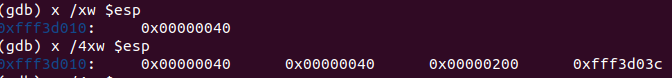 (gdb) x /xw $esp
0xfff3d010: 0x00000040
(gdb) x /4xw $esp
0xfff3d010: 0x00000040 0x00000040 0x00000200 0xfff3d03c